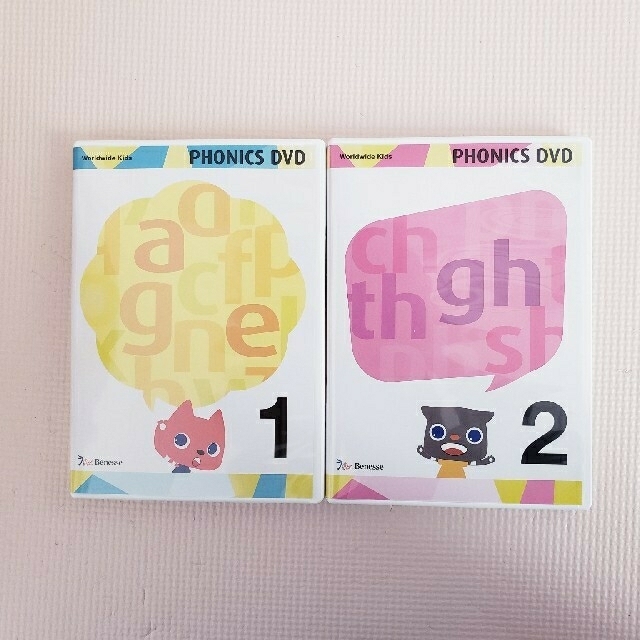 Worldwide Kids
PHONICS DVD
a d
c f p
g n e
1
Benesse
Worldwide Kids
PHONICS DVD
ch
th gh
sh
2
Benesse